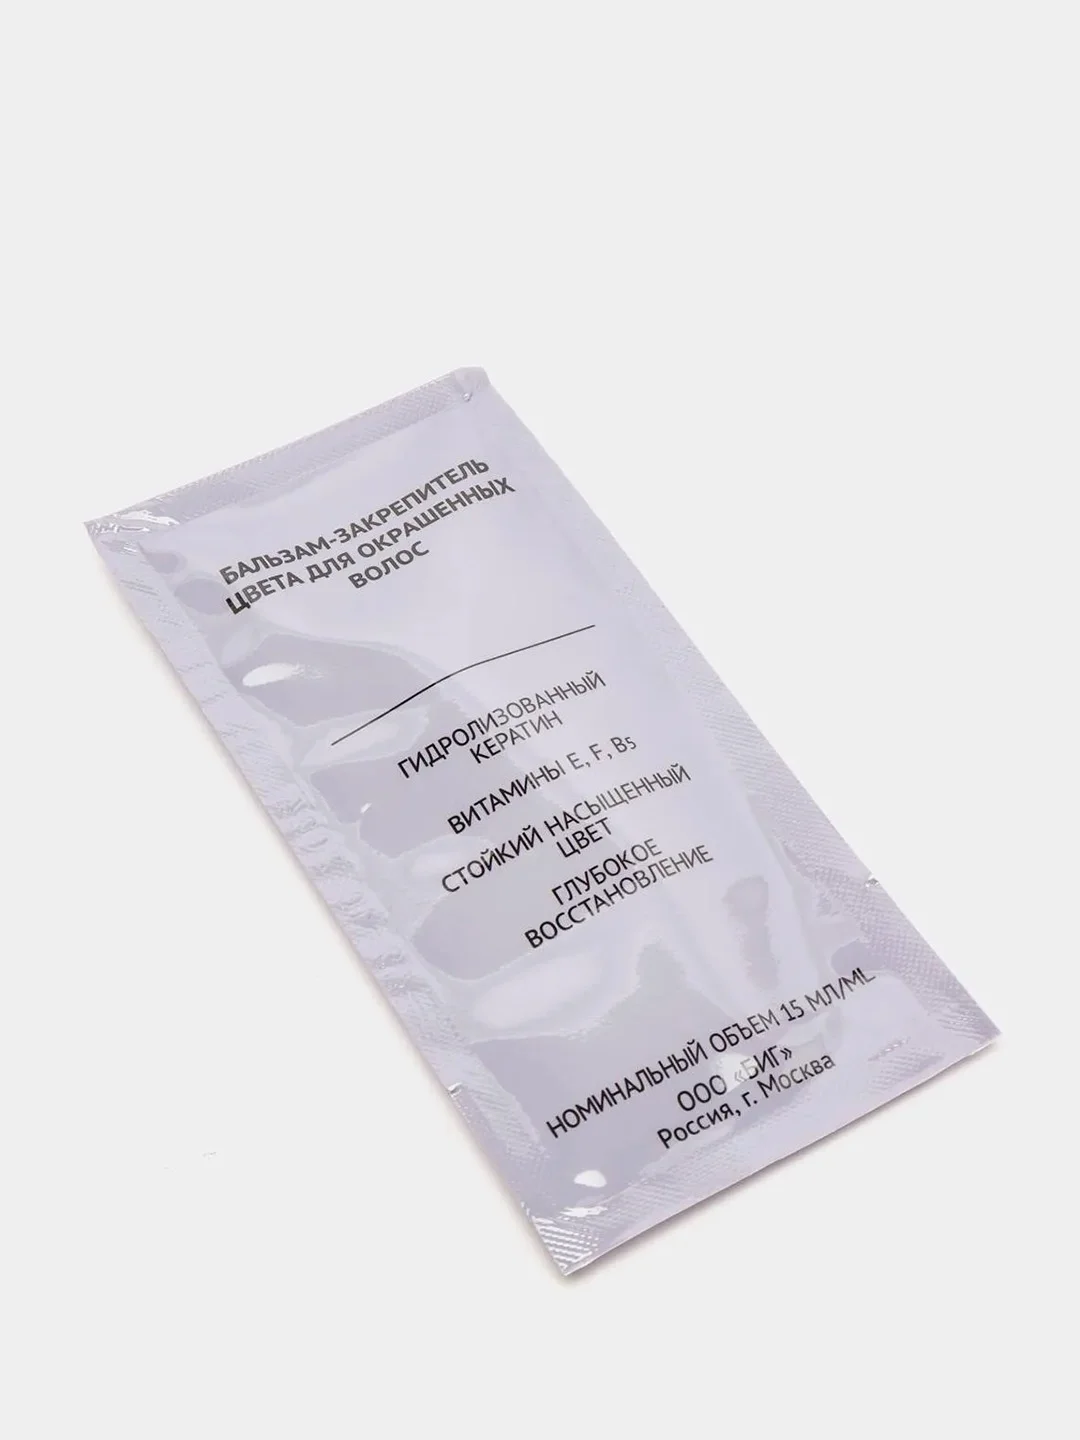 БАЛЬЗАМ-ЗАКРЕПИТЕЛЬ
ЦВЕТА ДЛЯ ОКРАШЕННЫХ
ВОЛОС
ГИДРОЛИЗОВАННЫЙ
КЕРАТИН
ВИТАМИНЫ E, F, B5
СТОЙКИЙ НАСЫЩЕННЫЙ
ЦВЕТ
ГЛУБОКОЕ
ВОССТАНОВЛЕНИЕ
НОМИНАЛЬНЫЙ ОБЪЕМ 15 МЛ/ML
ООО «БИГ»
Россия, г. Москва